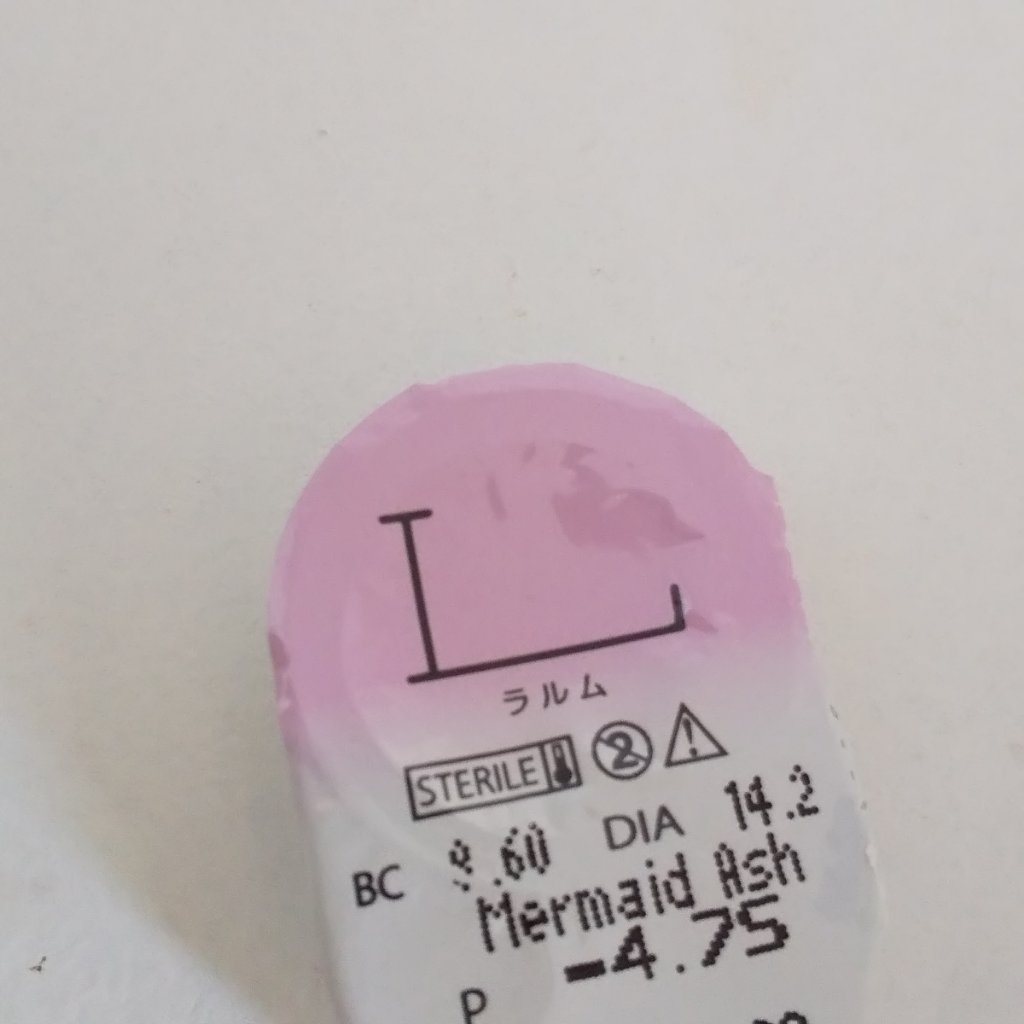 L
ラルム
STERILE
BC 8.60 DIA 14.2
Mermaid Ash
P -4.75